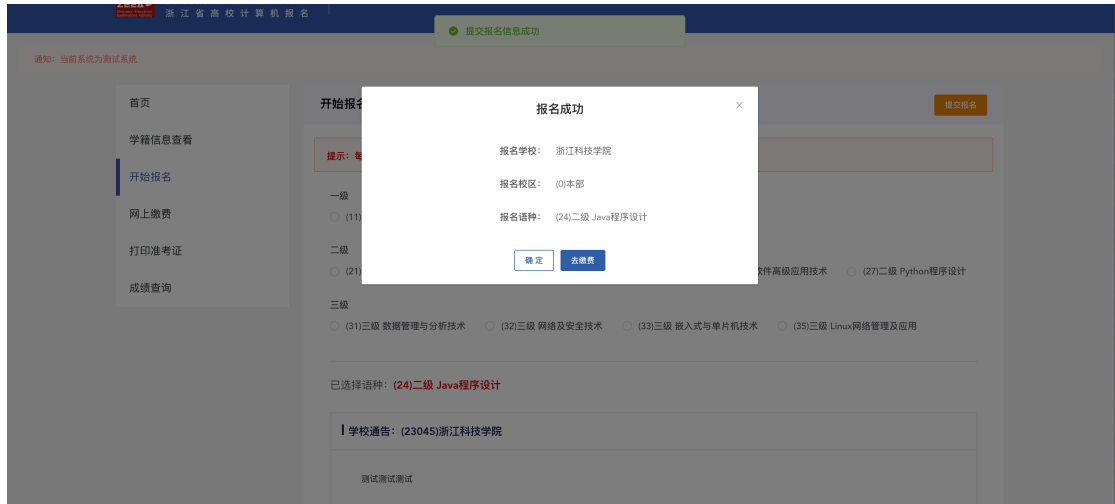 浙江省高校计算机报名
提交报名信息成功
通知：当前系统为测试系统
首页
学籍信息查看
开始报名
网上缴费
打印准考证
成绩查询
开始报名
提交报名
提示：每
一级
(11)
二级
(21)
软件高级应用技术
(27)二级 Python程序设计
三级
(31)三级 数据管理与分析技术
(32)三级 网络及安全技术
(33)三级 嵌入式与单片机技术
(35)三级 Linux网络管理及应用
报名成功
报名学校： 浙江科技学院
报名校区： (0)本部
报名语种： (24)二级 Java程序设计
确 定
去缴费
已选择语种：(24)二级 Java程序设计
学校通告：(23045)浙江科技学院
测试测试测试